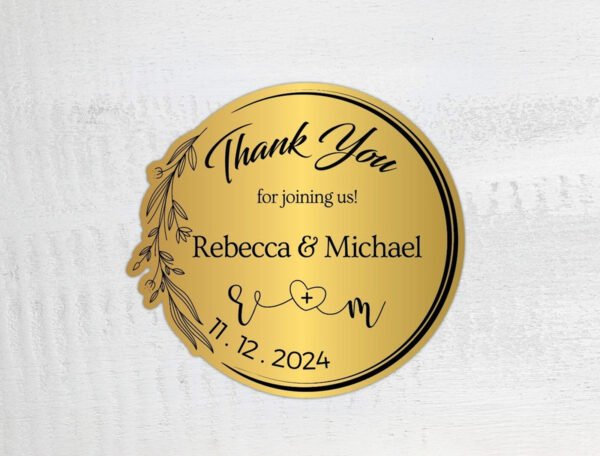 Thank You
for joining us!
Rebecca & Michael
r + m
11.12.2024